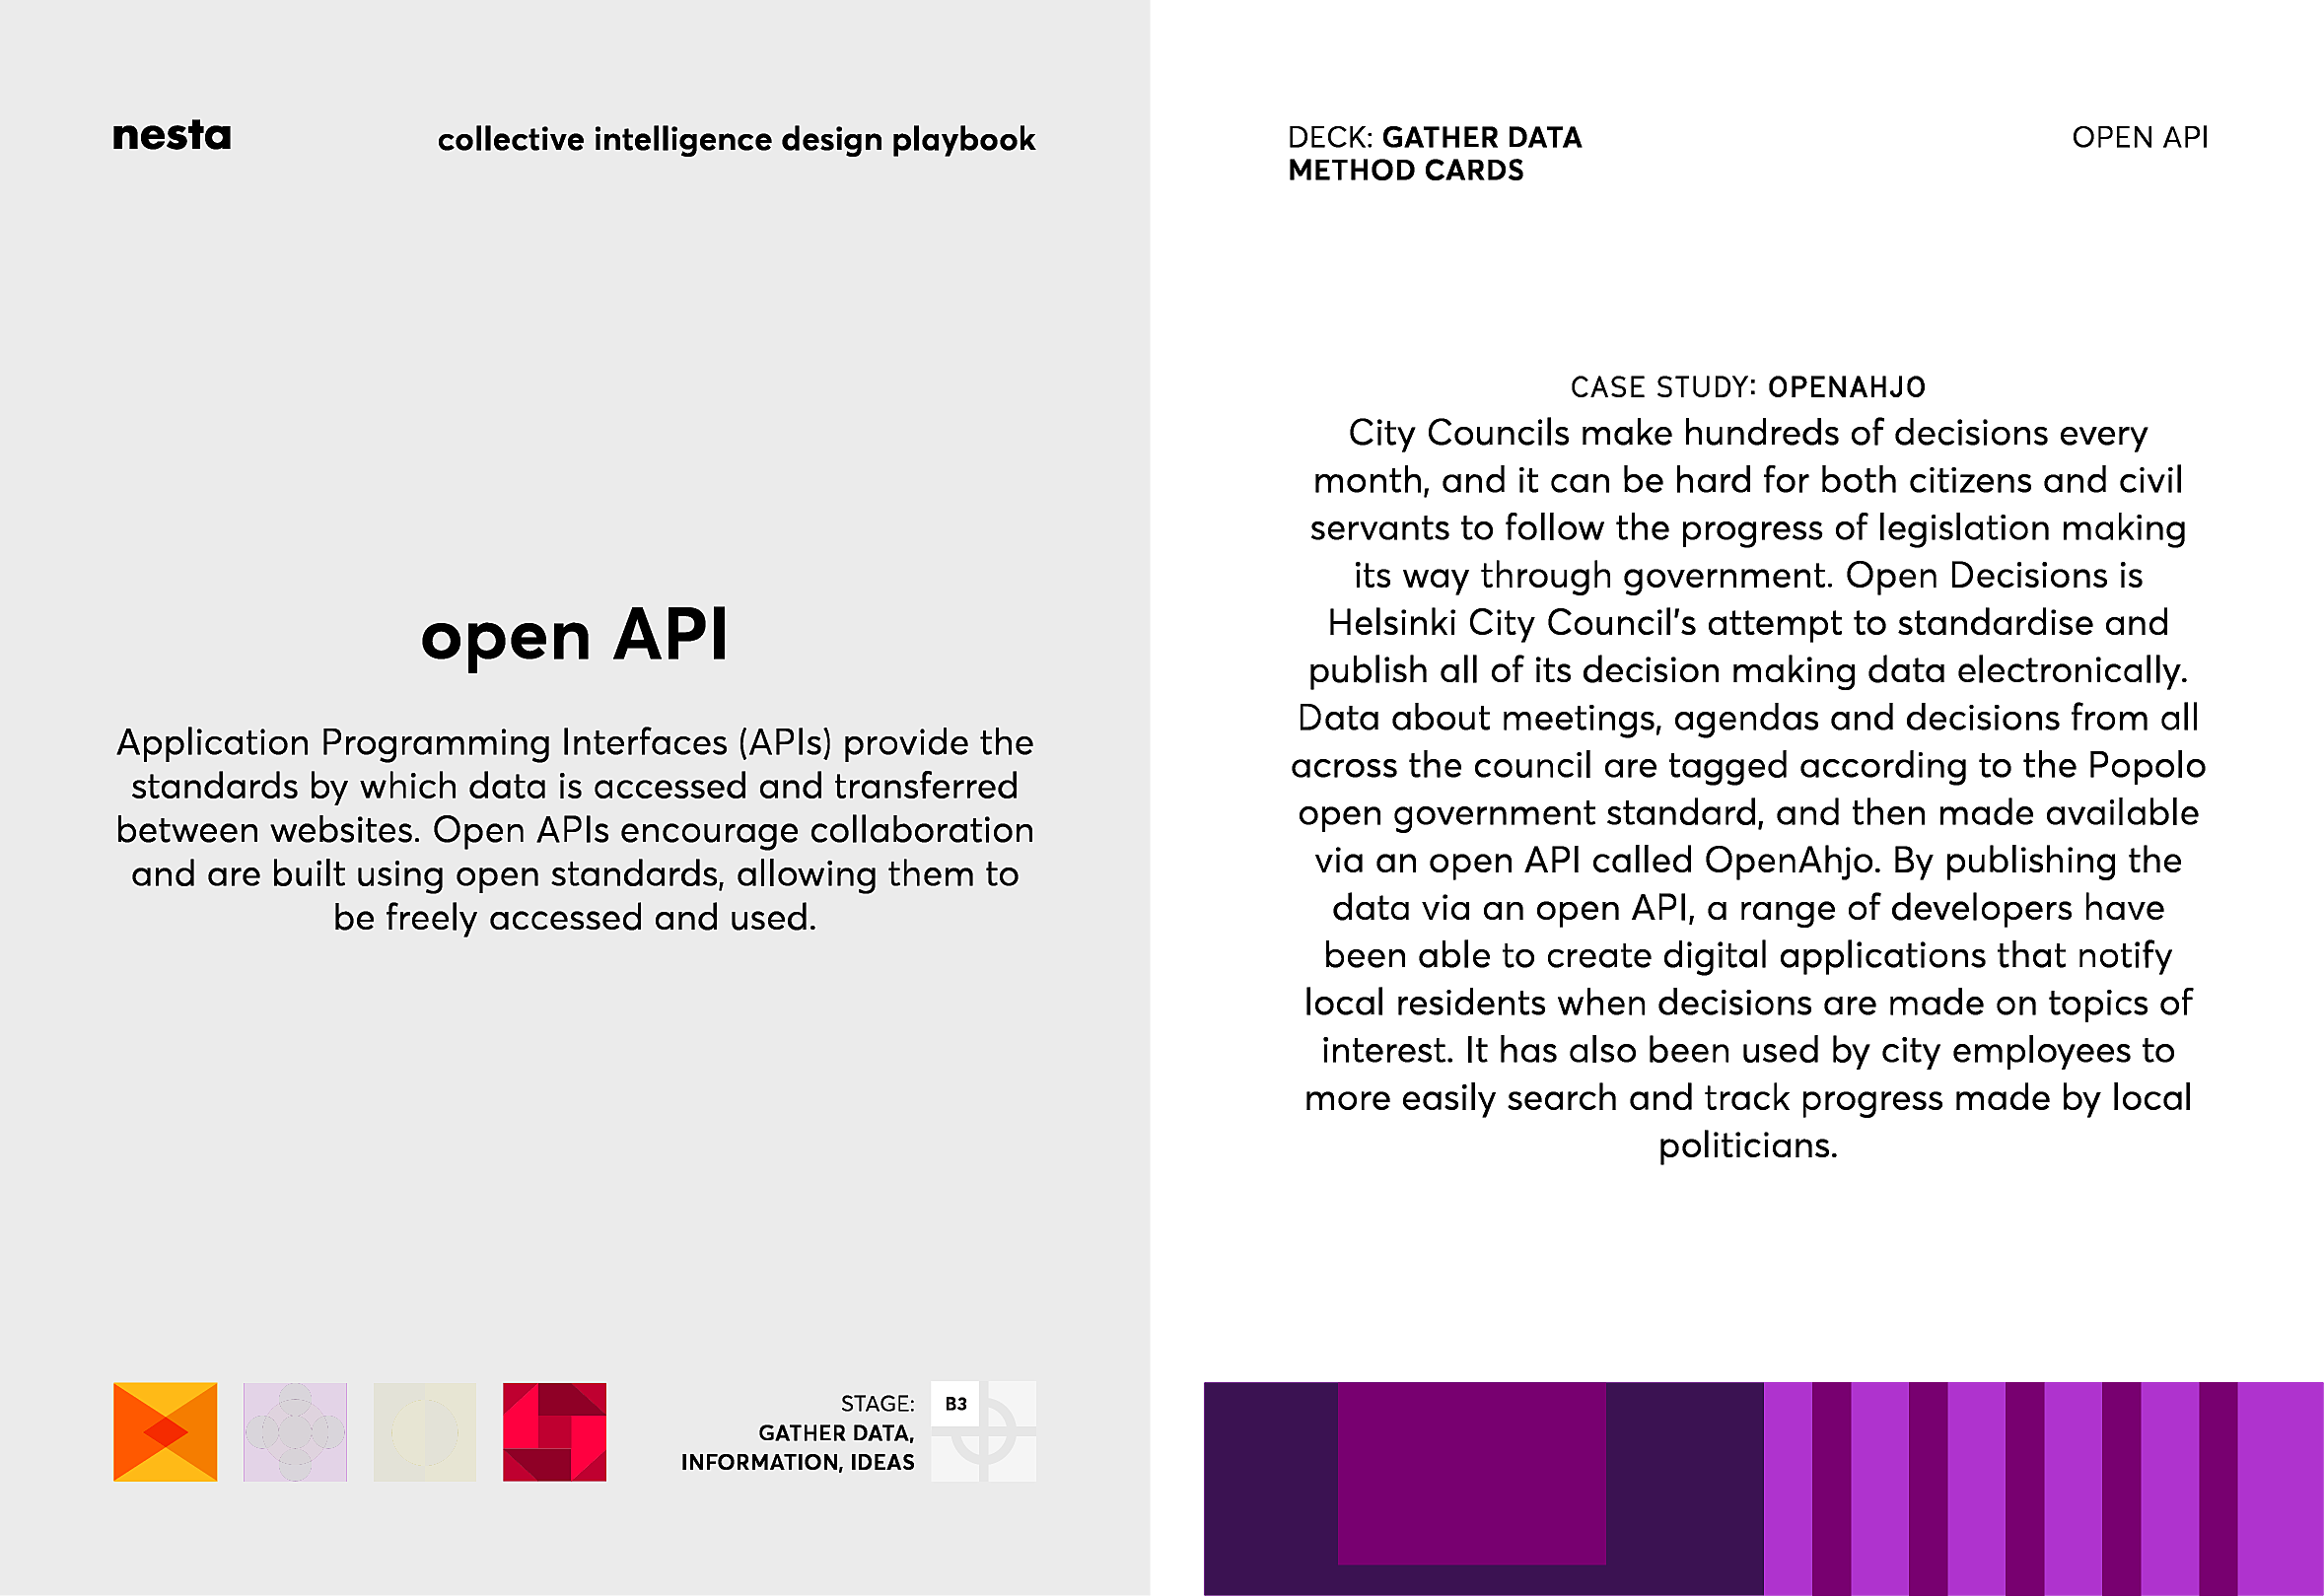 nesta
collective intelligence design playbook
open API
Application Programming Interfaces (APIs) provide the
standards by which data is accessed and transferred
between websites. Open APIs encourage collaboration
and are built using open standards, allowing them to
be freely accessed and used.
STAGE:
GATHER DATA,
INFORMATION, IDEAS
B3
DECK: GATHER DATA
METHOD CARDS
OPEN API
CASE STUDY: OPENAHJO
City Councils make hundreds of decisions every
month, and it can be hard for both citizens and civil
servants to follow the progress of legislation making
its way through government. Open Decisions is
Helsinki City Council's attempt to standardise and
publish all of its decision making data electronically.
Data about meetings, agendas and decisions from all
across the council are tagged according to the Popolo
open government standard, and then made available
via an open API called OpenAhjo. By publishing the
data via an open API, a range of developers have
been able to create digital applications that notify
local residents when decisions are made on topics of
interest. It has also been used by city employees to
more easily search and track progress made by local
politicians.